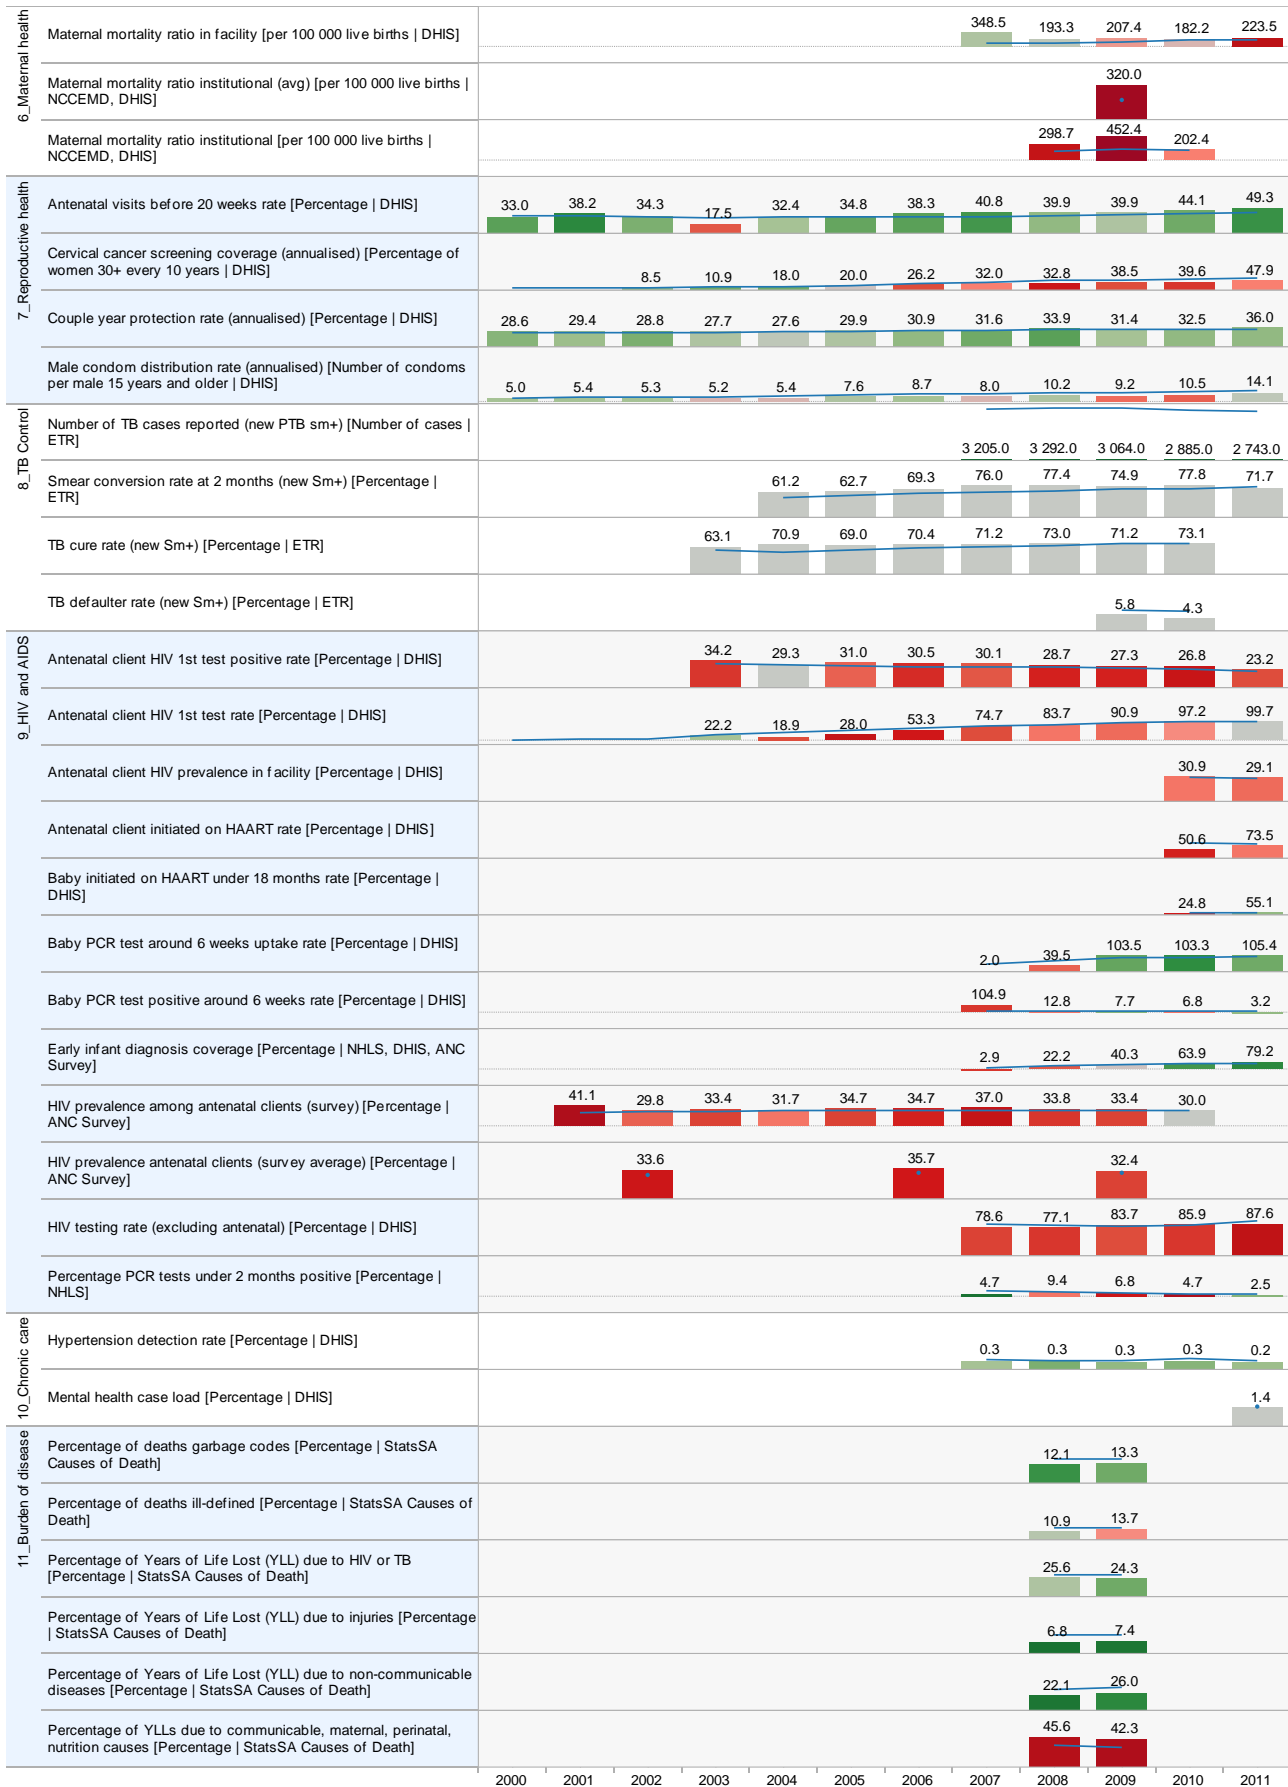 6_Maternal health
Maternal mortality ratio in facility [per 100 000 live births | DHIS]
348.5 193.3 207.4 182.2 223.5
Maternal mortality ratio institutional (avg) [per 100 000 live births |
NCCEMD, DHIS]
320.0
Maternal mortality ratio institutional [per 100 000 live births |
NCCEMD, DHIS]
298.7 452.4 202.4
7_Reproductive health
Antenatal visits before 20 weeks rate [Percentage | DHIS]
33.0 38.2 34.3 17.5 32.4 34.8 38.3 40.8 39.9 39.9 44.1 49.3
Cervical cancer screening coverage (annualised) [Percentage of
women 30+ every 10 years | DHIS]
8.5 10.9 18.0 20.0 26.2 32.0 32.8 38.5 39.6 47.9
Couple year protection rate (annualised) [Percentage | DHIS]
28.6 29.4 28.8 27.7 27.6 29.9 30.9 31.6 33.9 31.4 32.5 36.0
Male condom distribution rate (annualised) [Number of condoms
per male 15 years and older | DHIS]
5.0 5.4 5.3 5.2 5.4 7.6 8.7 8.0 10.2 9.2 10.5 14.1
8_TB Control
Number of TB cases reported (new PTB sm+) [Number of cases |
ETR]
3 205.0 3 292.0 3 064.0 2 885.0 2 743.0
Smear conversion rate at 2 months (new Sm+) [Percentage |
ETR]
61.2 62.7 69.3 76.0 77.4 74.9 77.8 71.7
TB cure rate (new Sm+) [Percentage | ETR]
63.1 70.9 69.0 70.4 71.2 73.0 71.2 73.1
TB defaulter rate (new Sm+) [Percentage | ETR]
5.8 4.3
9_HIV and AIDS
Antenatal client HIV 1st test positive rate [Percentage | DHIS]
34.2 29.3 31.0 30.5 30.1 28.7 27.3 26.8 23.2
Antenatal client HIV 1st test rate [Percentage | DHIS]
22.2 18.9 28.0 53.3 74.7 83.7 90.9 97.2 99.7
Antenatal client HIV prevalence in facility [Percentage | DHIS]
30.9 29.1
Antenatal client initiated on HAART rate [Percentage | DHIS]
50.6 73.5
Baby initiated on HAART under 18 months rate [Percentage |
DHIS]
24.8 55.1
Baby PCR test around 6 weeks uptake rate [Percentage | DHIS]
2.0 39.5 103.5 103.3 105.4
Baby PCR test positive around 6 weeks rate [Percentage | DHIS]
104.9 12.8 7.7 6.8 3.2
Early infant diagnosis coverage [Percentage | NHLS, DHIS, ANC
Survey]
2.9 22.2 40.3 63.9 79.2
HIV prevalence among antenatal clients (survey) [Percentage |
ANC Survey]
41.1 29.8 33.4 31.7 34.7 34.7 37.0 33.8 33.4 30.0
HIV prevalence antenatal clients (survey average) [Percentage |
ANC Survey]
33.6 35.7 32.4
HIV testing rate (excluding antenatal) [Percentage | DHIS]
78.6 77.1 83.7 85.9 87.6
Percentage PCR tests under 2 months positive [Percentage |
NHLS]
4.7 9.4 6.8 4.7 2.5
10_Chronic care
Hypertension detection rate [Percentage | DHIS]
0.3 0.3 0.3 0.3 0.2
Mental health case load [Percentage | DHIS]
1.4
11_Burden of disease
Percentage of deaths garbage codes [Percentage | StatsSA
Causes of Death]
12.1 13.3
Percentage of deaths ill-defined [Percentage | StatsSA Causes of
Death]
10.9 13.7
Percentage of Years of Life Lost (YLL) due to HIV or TB
[Percentage | StatsSA Causes of Death]
25.6 24.3
Percentage of Years of Life Lost (YLL) due to injuries [Percentage
| StatsSA Causes of Death]
6.8 7.4
Percentage of Years of Life Lost (YLL) due to non-communicable
diseases [Percentage | StatsSA Causes of Death]
22.1 26.0
Percentage of YLLs due to communicable, maternal, perinatal,
nutrition causes [Percentage | StatsSA Causes of Death]
45.6 42.3
2000 2001 2002 2003 2004 2005 2006 2007 2008 2009 2010 2011